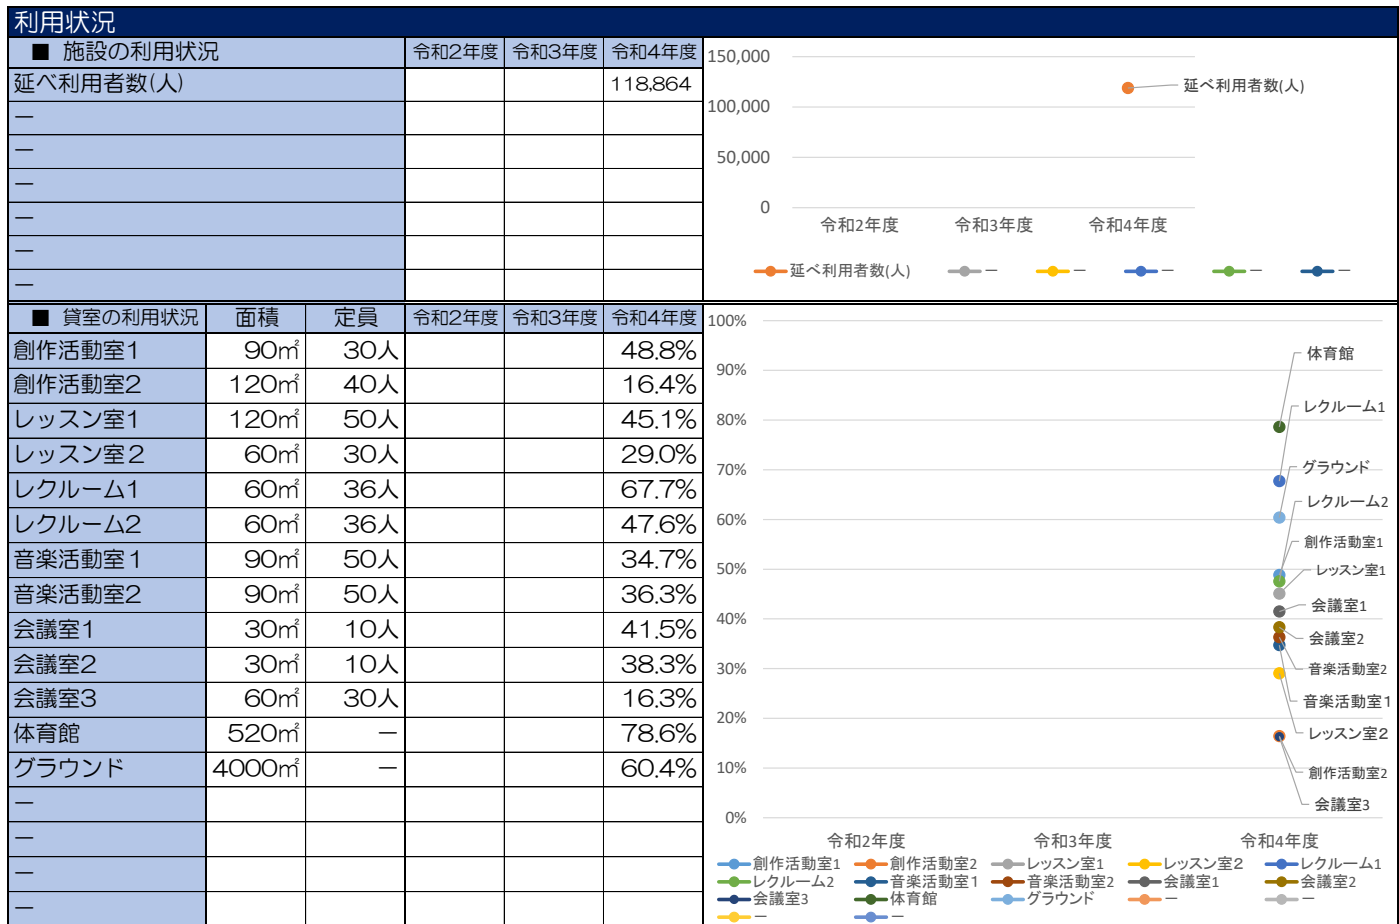 利用状況
■ 施設の利用状況 令和2年度 令和3年度 令和4年度
延べ利用者数(人) 118,864
－
－
－
－
－
－
150,000
100,000
50,000
0
延べ利用者数(人)
令和2年度 令和3年度 令和4年度
延べ利用者数(人) － － － － －
■ 貸室の利用状況 面積 定員 令和2年度 令和3年度 令和4年度
創作活動室1 90㎡ 30人 48.8%
創作活動室2 120㎡ 40人 16.4%
レッスン室1 120㎡ 50人 45.1%
レッスン室２ 60㎡ 30人 29.0%
レクルーム1 60㎡ 36人 67.7%
レクルーム2 60㎡ 36人 47.6%
音楽活動室１ 90㎡ 50人 34.7%
音楽活動室2 90㎡ 50人 36.3%
会議室1 30㎡ 10人 41.5%
会議室2 30㎡ 10人 38.3%
会議室3 60㎡ 30人 16.3%
体育館 520㎡ － 78.6%
グラウンド 4000㎡ － 60.4%
－
－
－
－
100%
90%
80%
70%
60%
50%
40%
30%
20%
10%
0%
体育館
レクルーム1
グラウンド
レクルーム2
創作活動室1
レッスン室1
会議室1
会議室2
音楽活動室2
音楽活動室１
レッスン室２
創作活動室2
会議室3
令和2年度 令和3年度 令和4年度
創作活動室1 創作活動室2 レッスン室1 レッスン室２ レクルーム1
レクルーム2 音楽活動室１ 音楽活動室2 会議室1 会議室2
会議室3 体育館 グラウンド － －
－ －